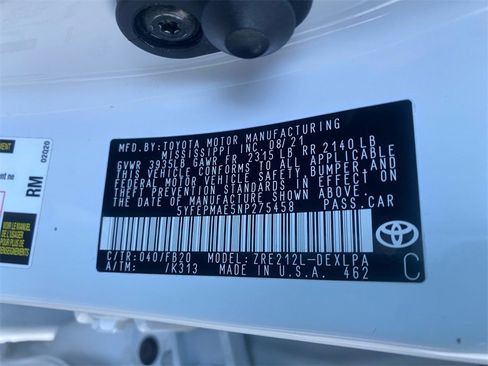 MFD. BY: TOYOTA MOTOR MANUFACTURING
MISSISSIPPI, INC. 08/21
GVWR 3935LB GAWR FR 2315 LB RR 2140 LB
THIS VEHICLE CONFORMS TO ALL APPLICABLE
FEDERAL MOTOR VEHICLE SAFETY, BUMPER, AND
THEFT PREVENTION STANDARDS IN EFFECT ON
THE DATE OF MANUFACTURE SHOWN ABOVE.
5YFEPMAE5NP275458 PASS.CAR
C/TR: 040/FB20 MODEL: ZRE212L-DEXLPA
A/TM: /K313 MADE IN U.S.A. 462
C
02020
RM